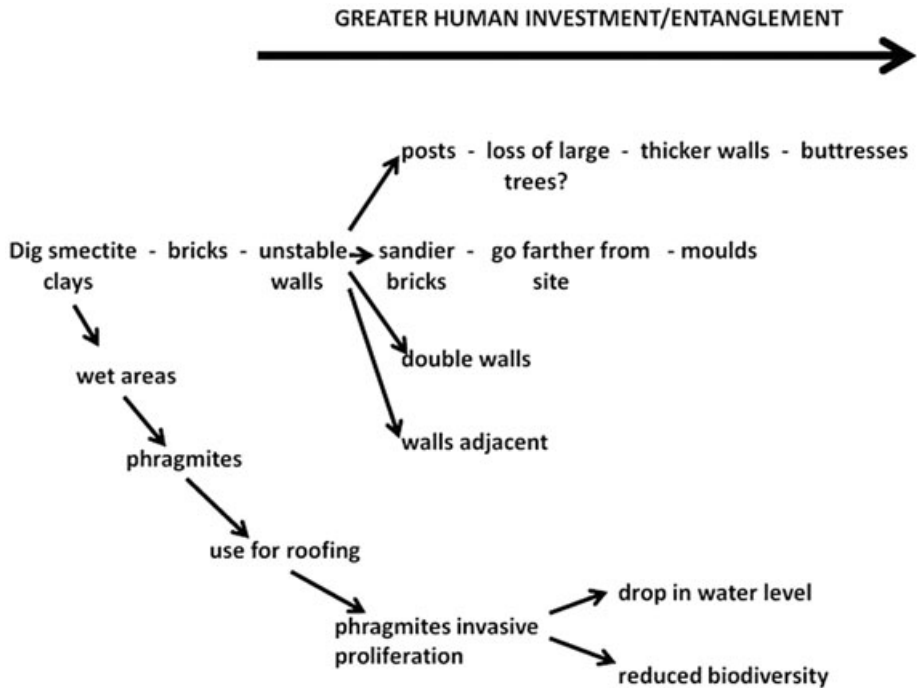 GREATER HUMAN INVESTMENT/ENTANGLEMENT
posts - loss of large - thicker walls - buttresses
trees?
Dig smectite - bricks - unstable sandier - go farther from - moulds
clays walls bricks site
double walls
wet areas
walls adjacent
phragmites
use for roofing
drop in water level
phragmites invasive
proliferation
reduced biodiversity